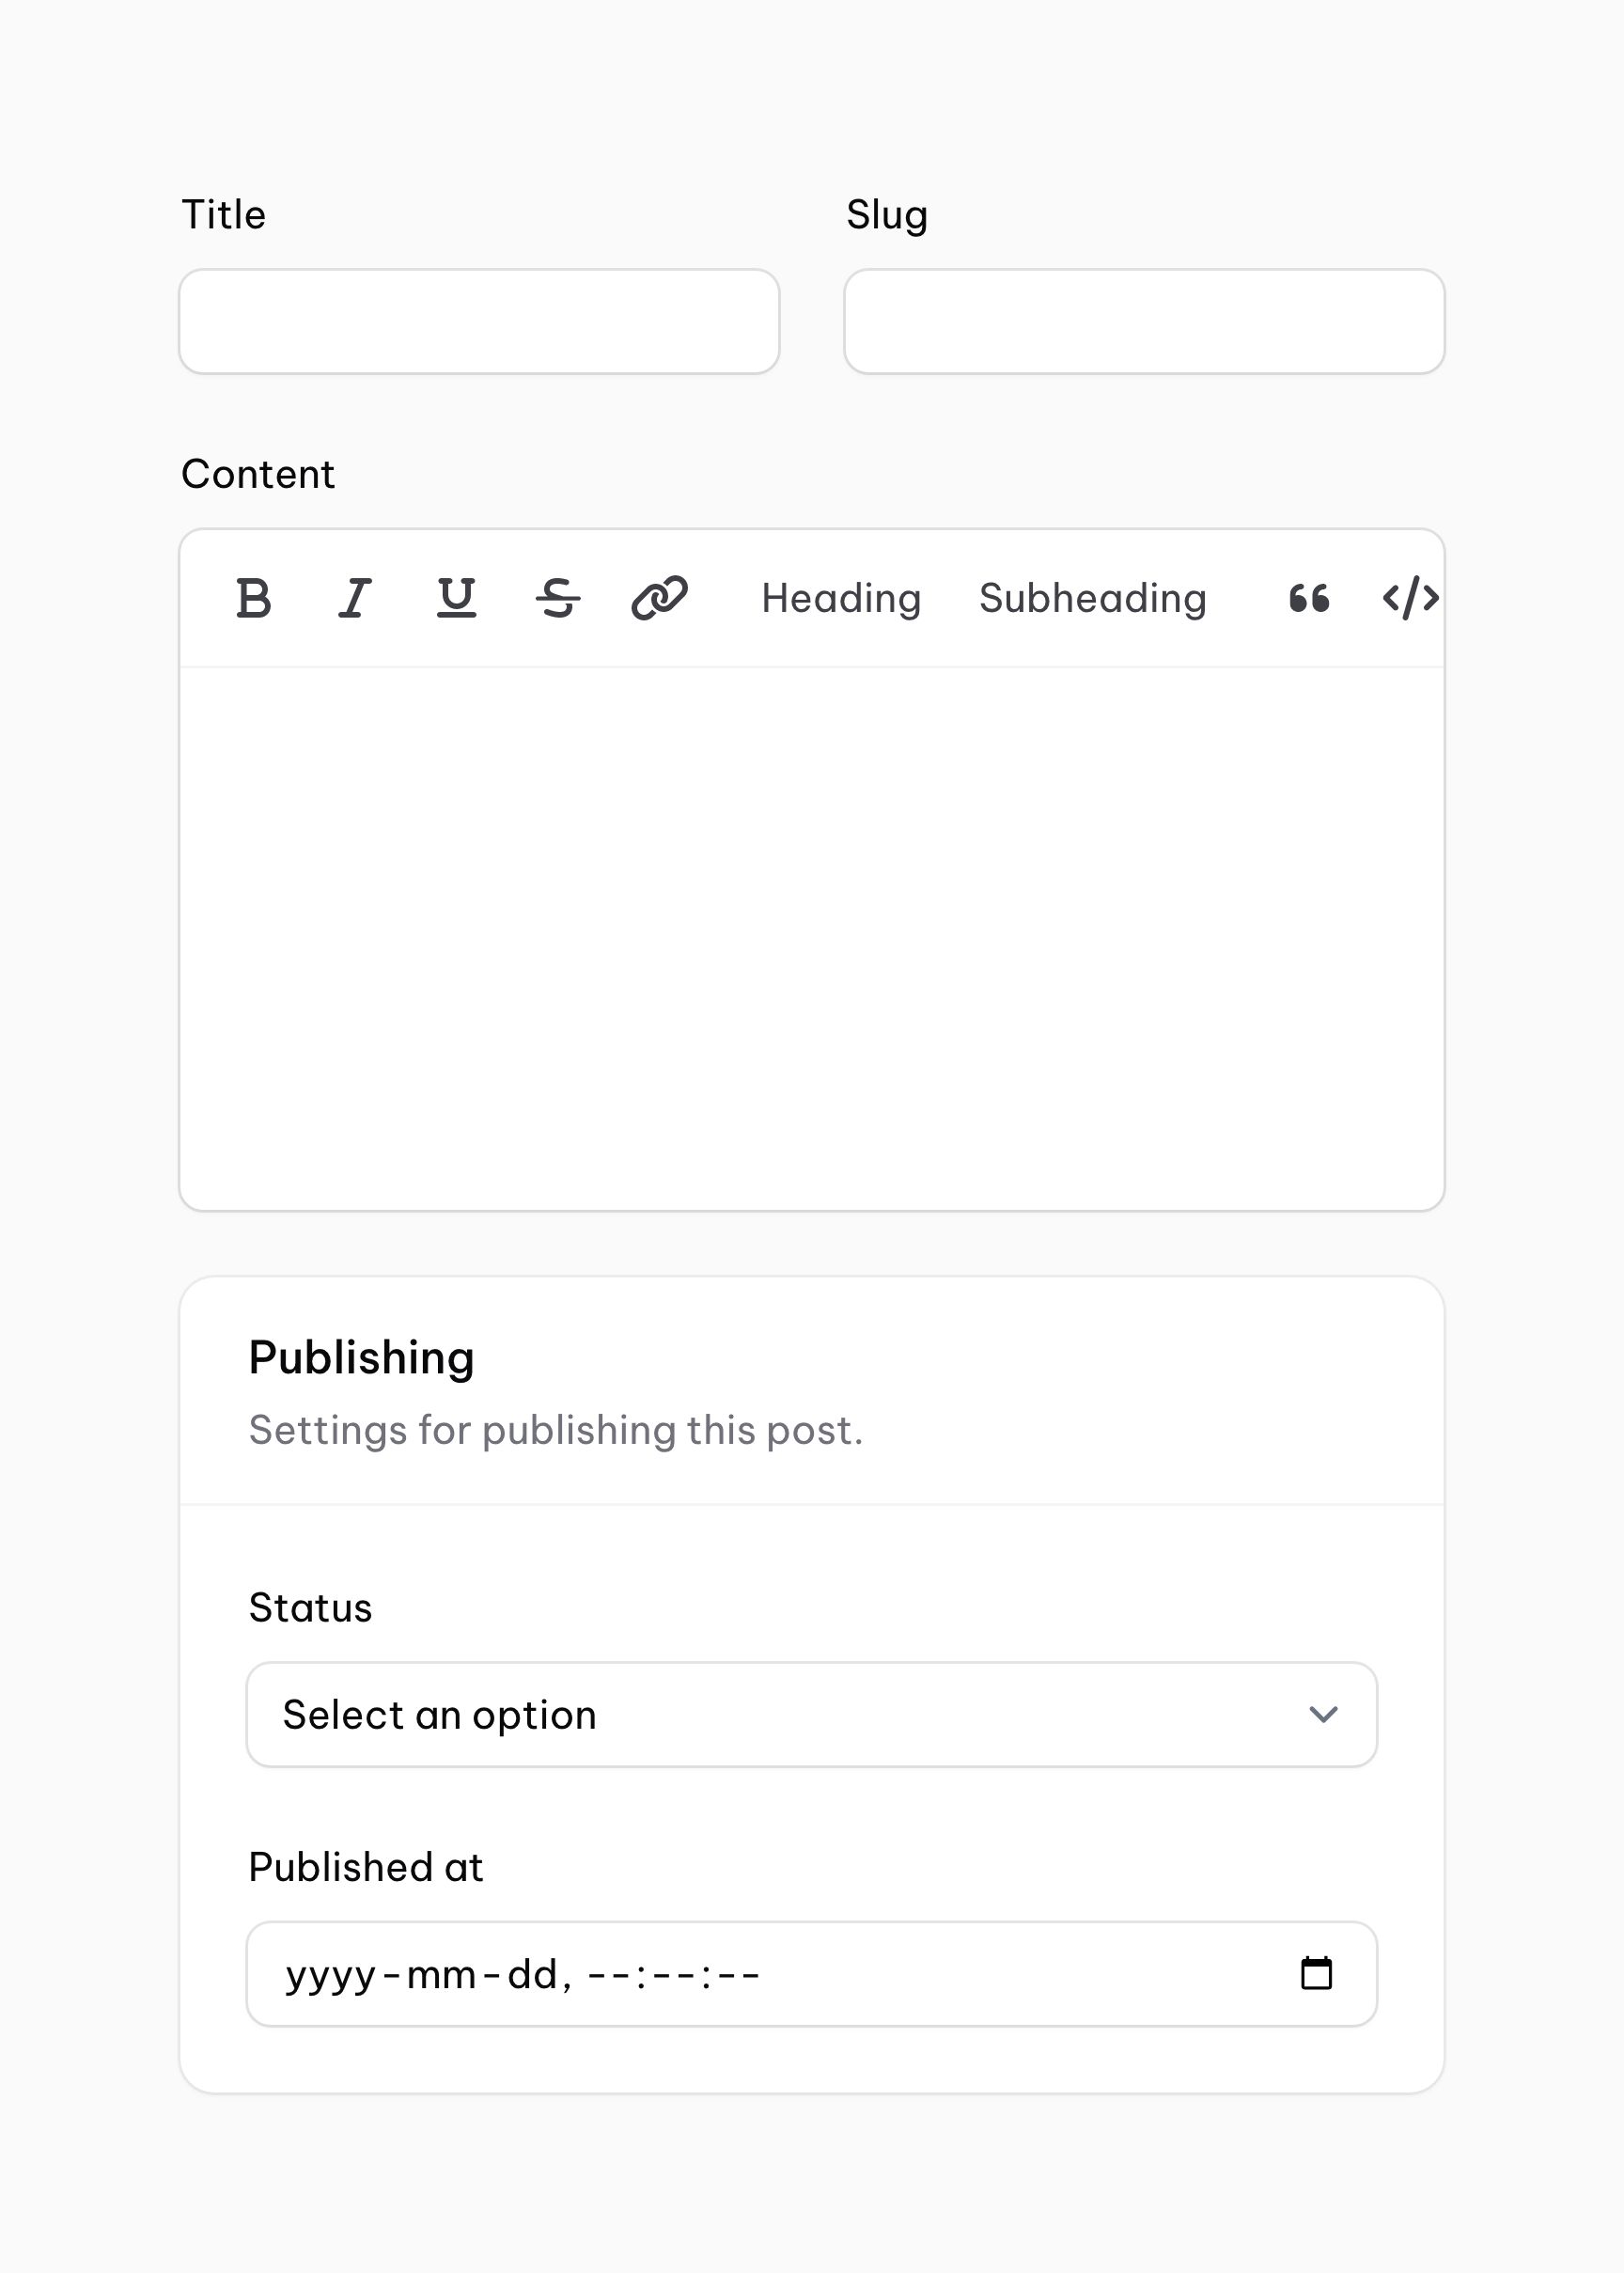 Title
Slug
Content
B I U S Heading Subheading “ </>
Publishing
Settings for publishing this post.
Status
Select an option
Published at
yyyy-mm-dd, --:--:--